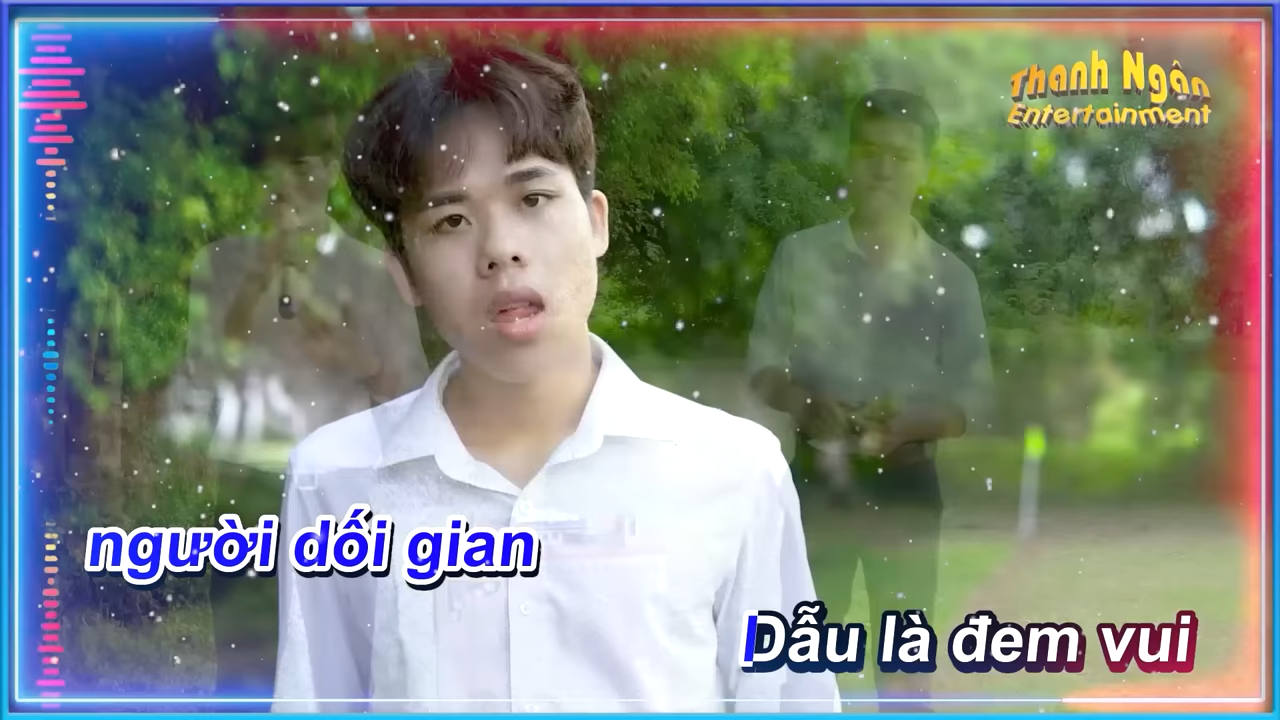 Thanh Ngân
Entertainment
người dối gian
Dẫu là đem vui